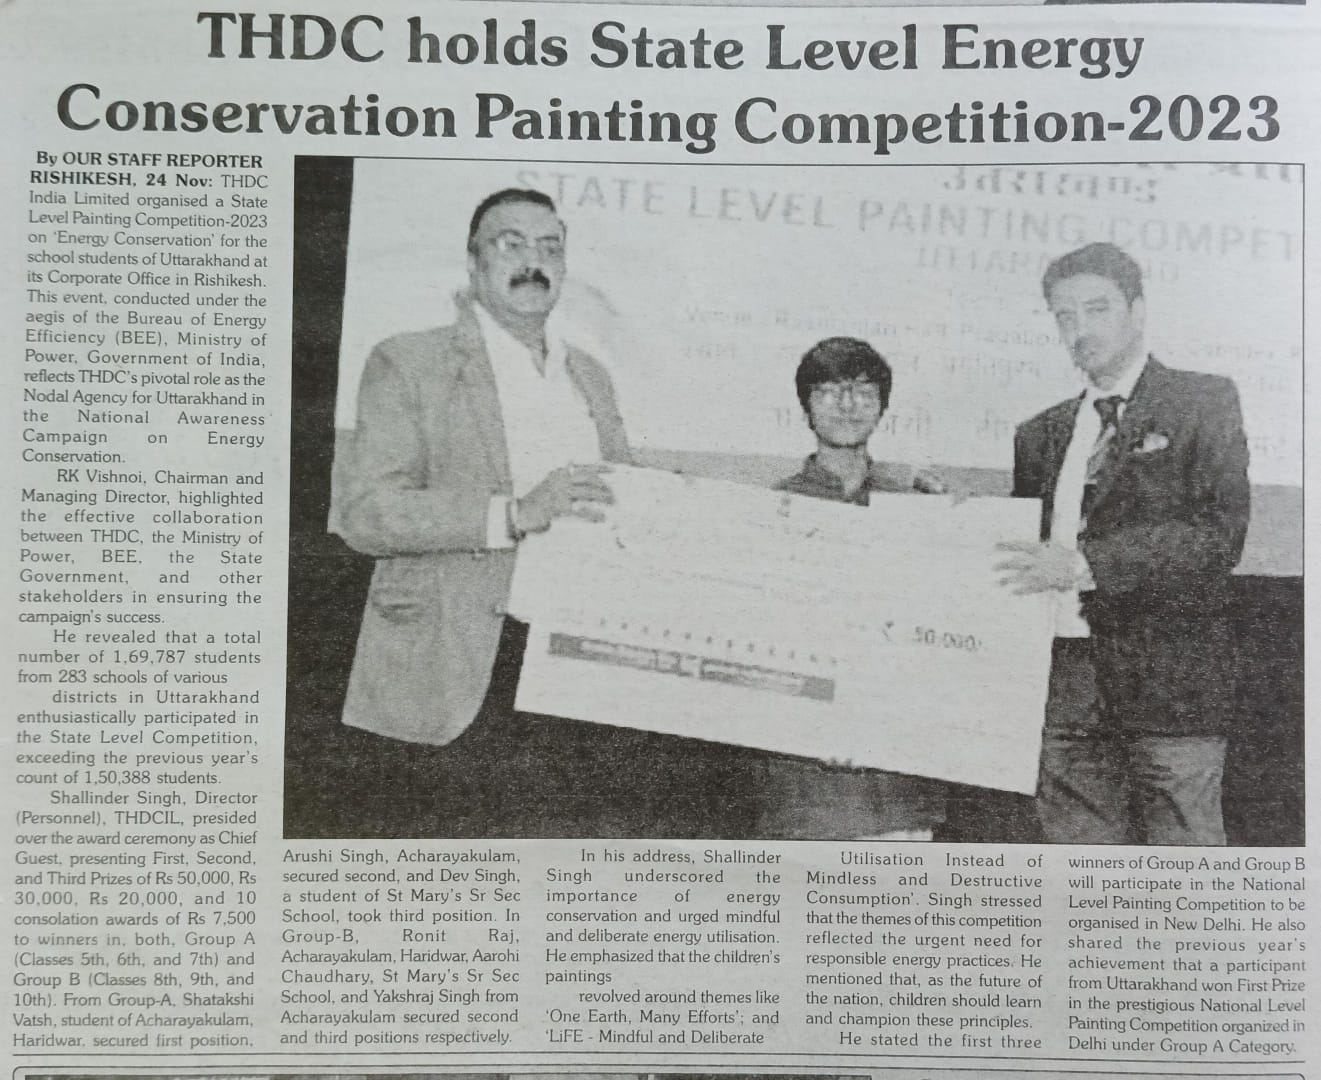 THDC holds State Level Energy
Conservation Painting Competition-2023
By OUR STAFF REPORTER
RISHIKESH, 24 Nov: THDC
India Limited organised a State
Level Painting Competition-2023
on 'Energy Conservation' for the
school students of Uttarakhand at
its Corporate Office in Rishikesh.
This event, conducted under the
aegis of the Bureau of Energy
Efficiency (BEE), Ministry of
Power, Government of India,
reflects THDC's pivotal role as the
Nodal Agency for Uttarakhand in
the National Awareness
Campaign on Energy
Conservation.
RK Vishnoi, Chairman and
Managing Director, highlighted
the effective collaboration
between THDC, the Ministry of
Power, BEE, the State
Government, and other
stakeholders in ensuring the
campaign's success.
He revealed that a total
number of 1,69,787 students
from 283 schools of various
districts in Uttarakhand
enthusiastically participated in
the State Level Competition,
exceeding the previous year's
count of 1,50,388 students.
Shallinder Singh, Director
(Personnel), THDCIL, presided
over the award ceremony as Chief
Guest, presenting First, Second,
and Third Prizes of Rs 50,000, Rs
30,000, Rs 20,000, and 10
consolation awards of Rs 7,500
to winners in, both, Group A
(Classes 5th, 6th, and 7th) and
Group B (Classes 8th, 9th, and
10th). From Group-A, Shatakshi
Vatsh, student of Acharayakulam,
Haridwar, secured first position,
STATE LEVEL PAINTING COMPET
₹ 50,000
Arushi Singh, Acharayakulam,
secured second, and Dev Singh,
a student of St Mary's Sr Sec
School, took third position. In
Group-B, Ronit Raj,
Acharayakulam, Haridwar, Aarohi
Chaudhary, St Mary's Sr Sec
School, and Yakshraj Singh from
Acharayakulam secured second
and third positions respectively.
In his address, Shallinder
Singh underscored the
importance of energy
conservation and urged mindful
and deliberate energy utilisation.
He emphasized that the children's
paintings
revolved around themes like
'One Earth, Many Efforts'; and
'LiFE - Mindful and Deliberate
Utilisation Instead of
Mindless and Destructive
Consumption'. Singh stressed
that the themes of this competition
reflected the urgent need for
responsible energy practices. He
mentioned that, as the future of
the nation, children should learn
and champion these principles.
He stated the first three
winners of Group A and Group B
will participate in the National
Level Painting Competition to be
organised in New Delhi. He also
shared the previous year's
achievement that a participant
from Uttarakhand won First Prize
in the prestigious National Level
Painting Competition organized in
Delhi under Group A Category.